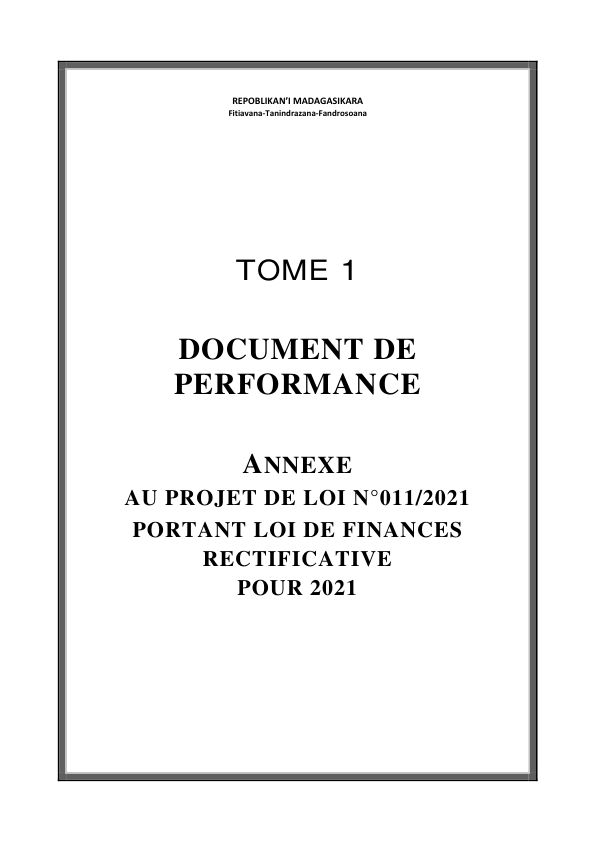 REPOBLIKAN'I MADAGASIKARA
Fitiavana-Tanindrazana-Fandrosoana
TOME 1
DOCUMENT DE
PERFORMANCE
ANNEXE
AU PROJET DE LOI N°011/2021
PORTANT LOI DE FINANCES
RECTIFICATIVE
POUR 2021